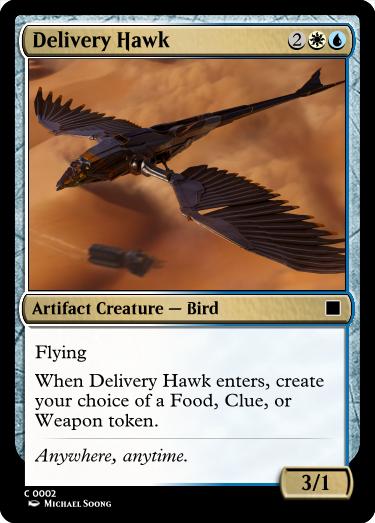 Delivery Hawk 2
Artifact Creature — Bird
Flying
When Delivery Hawk enters, create
your choice of a Food, Clue, or
Weapon token.
Anywhere, anytime.
3/1
C 0002
Michael Soong